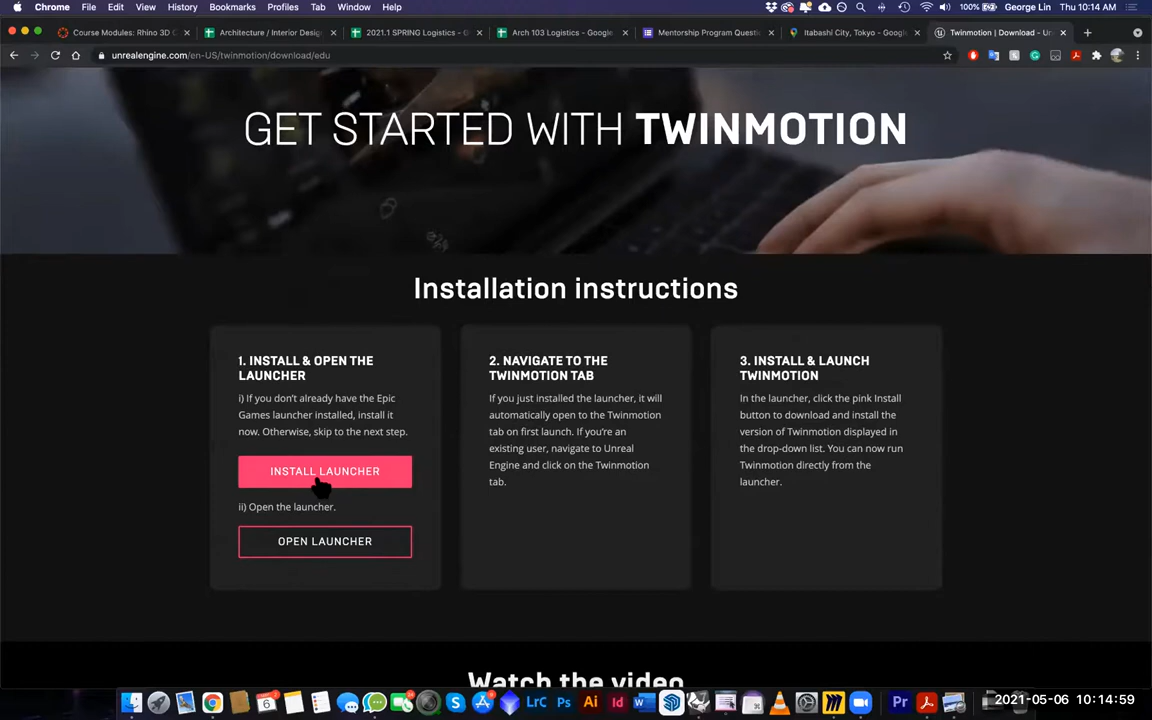 Chrome File Edit View History Bookmarks Profiles Tab Window Help 100% George Lin Thu 10:14 AM
Course Modules: Rhino 3D C Architecture / Interior Desig 2021.1 SPRING Logistics - G Arch 103 Logistics - Google Mentorship Program Questi Itabashi City, Tokyo - Google Twinmotion | Download - Un
unrealengine.com/en-US/twinmotion/download/edu
GET STARTED WITH TWINMOTION
Installation instructions
1. INSTALL & OPEN THE
LAUNCHER
i) If you don't already have the Epic
Games launcher installed, install it
now. Otherwise, skip to the next step.
INSTALL LAUNCHER
ii) Open the launcher.
OPEN LAUNCHER
2. NAVIGATE TO THE
TWINMOTION TAB
If you just installed the launcher, it will
automatically open to the Twinmotion
tab on first launch. If you're an
existing user, navigate to Unreal
Engine and click on the Twinmotion
tab.
3. INSTALL & LAUNCH
TWINMOTION
In the launcher, click the pink Install
button to download and install the
version of Twinmotion displayed in
the drop-down list. You can now run
Twinmotion directly from the
launcher.
Watch the video
LrC Ps Ai Id Pr
2021-05-06 10:14:59